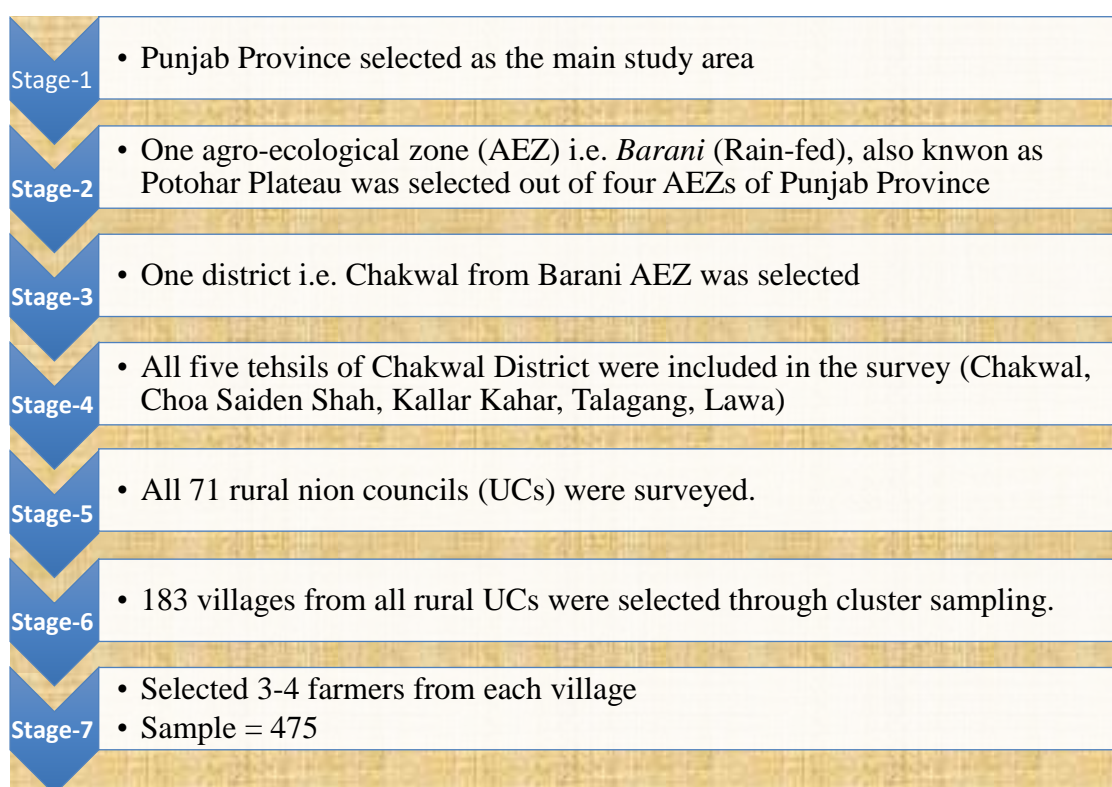 Stage-1
• Punjab Province selected as the main study area
Stage-2
• One agro-ecological zone (AEZ) i.e. Barani (Rain-fed), also knwon as
Potohar Plateau was selected out of four AEZs of Punjab Province
Stage-3
• One district i.e. Chakwal from Barani AEZ was selected
Stage-4
• All five tehsils of Chakwal District were included in the survey (Chakwal,
Choa Saiden Shah, Kallar Kahar, Talagang, Lawa)
Stage-5
• All 71 rural nion councils (UCs) were surveyed.
Stage-6
• 183 villages from all rural UCs were selected through cluster sampling.
Stage-7
• Selected 3-4 farmers from each village
• Sample = 475